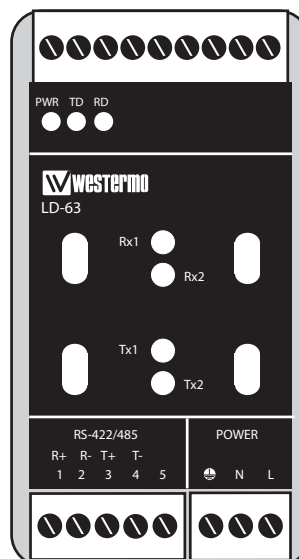 PWR TD RD
westermo
LD-63
Rx1
Rx2
Tx1
Tx2
RS-422/485 POWER
R+ R- T+ T-
1 2 3 4 5 N L